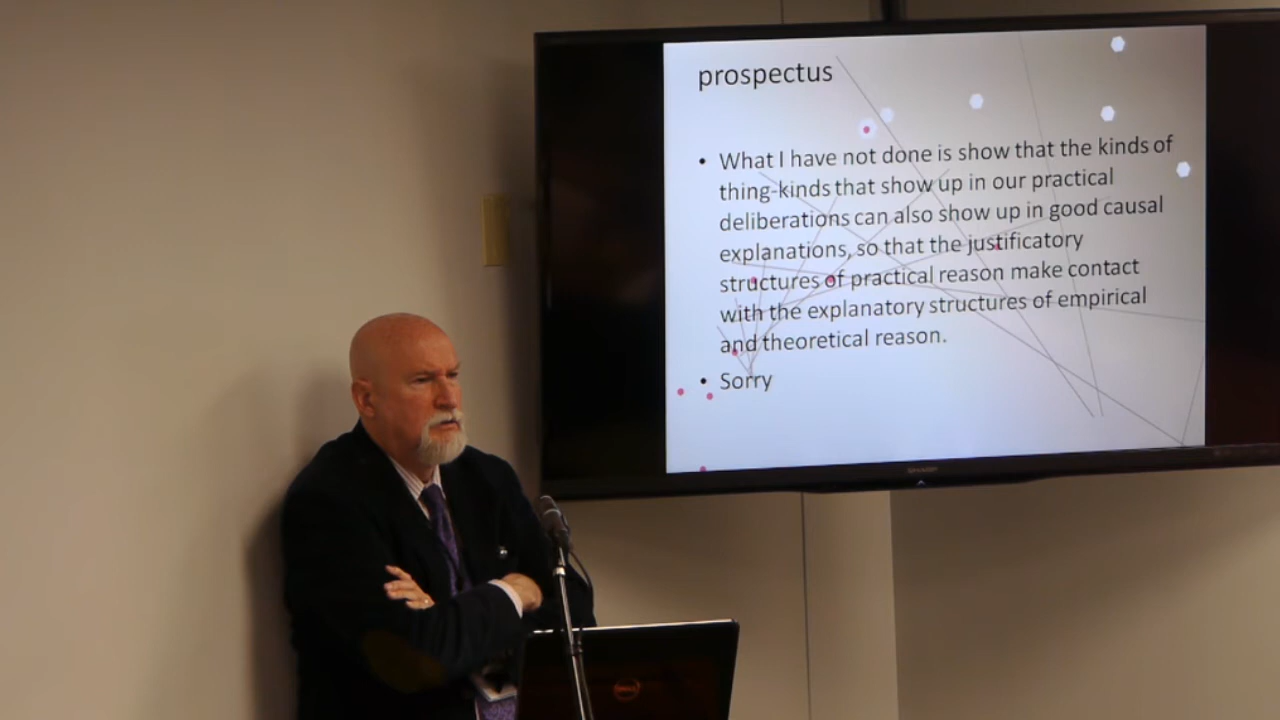 prospectus
• What I have not done is show that the kinds of
thing-kinds that show up in our practical
deliberations can also show up in good causal
explanations, so that the justificatory
structures of practical reason make contact
with the explanatory structures of empirical
and theoretical reason.
• Sorry
SHARP
DELL